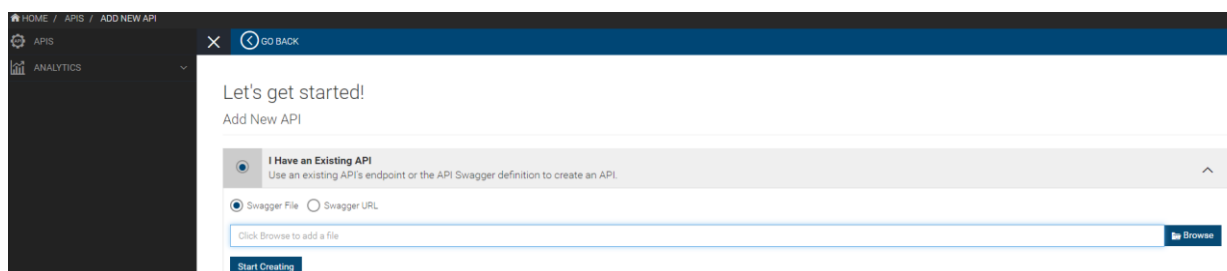 HOME / APIS / ADD NEW API
APIS
GO BACK
ANALYTICS
Let's get started!
Add New API
I Have an Existing API
Use an existing API's endpoint or the API Swagger definition to create an API.
Swagger File Swagger URL
Click Browse to add a file Browse
Start Creating